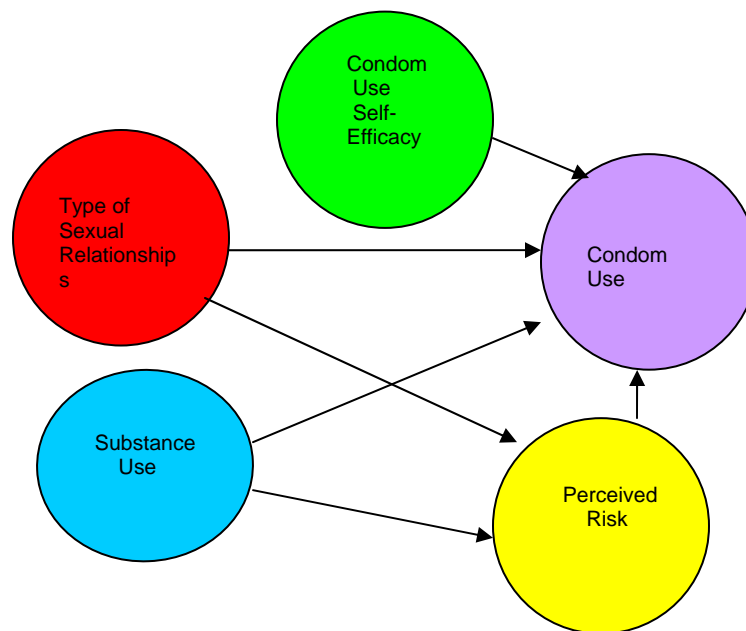 Condom
Use
Self-
Efficacy
Type of
Sexual
Relationship
s
Condom
Use
Substance
Use
Perceived
Risk